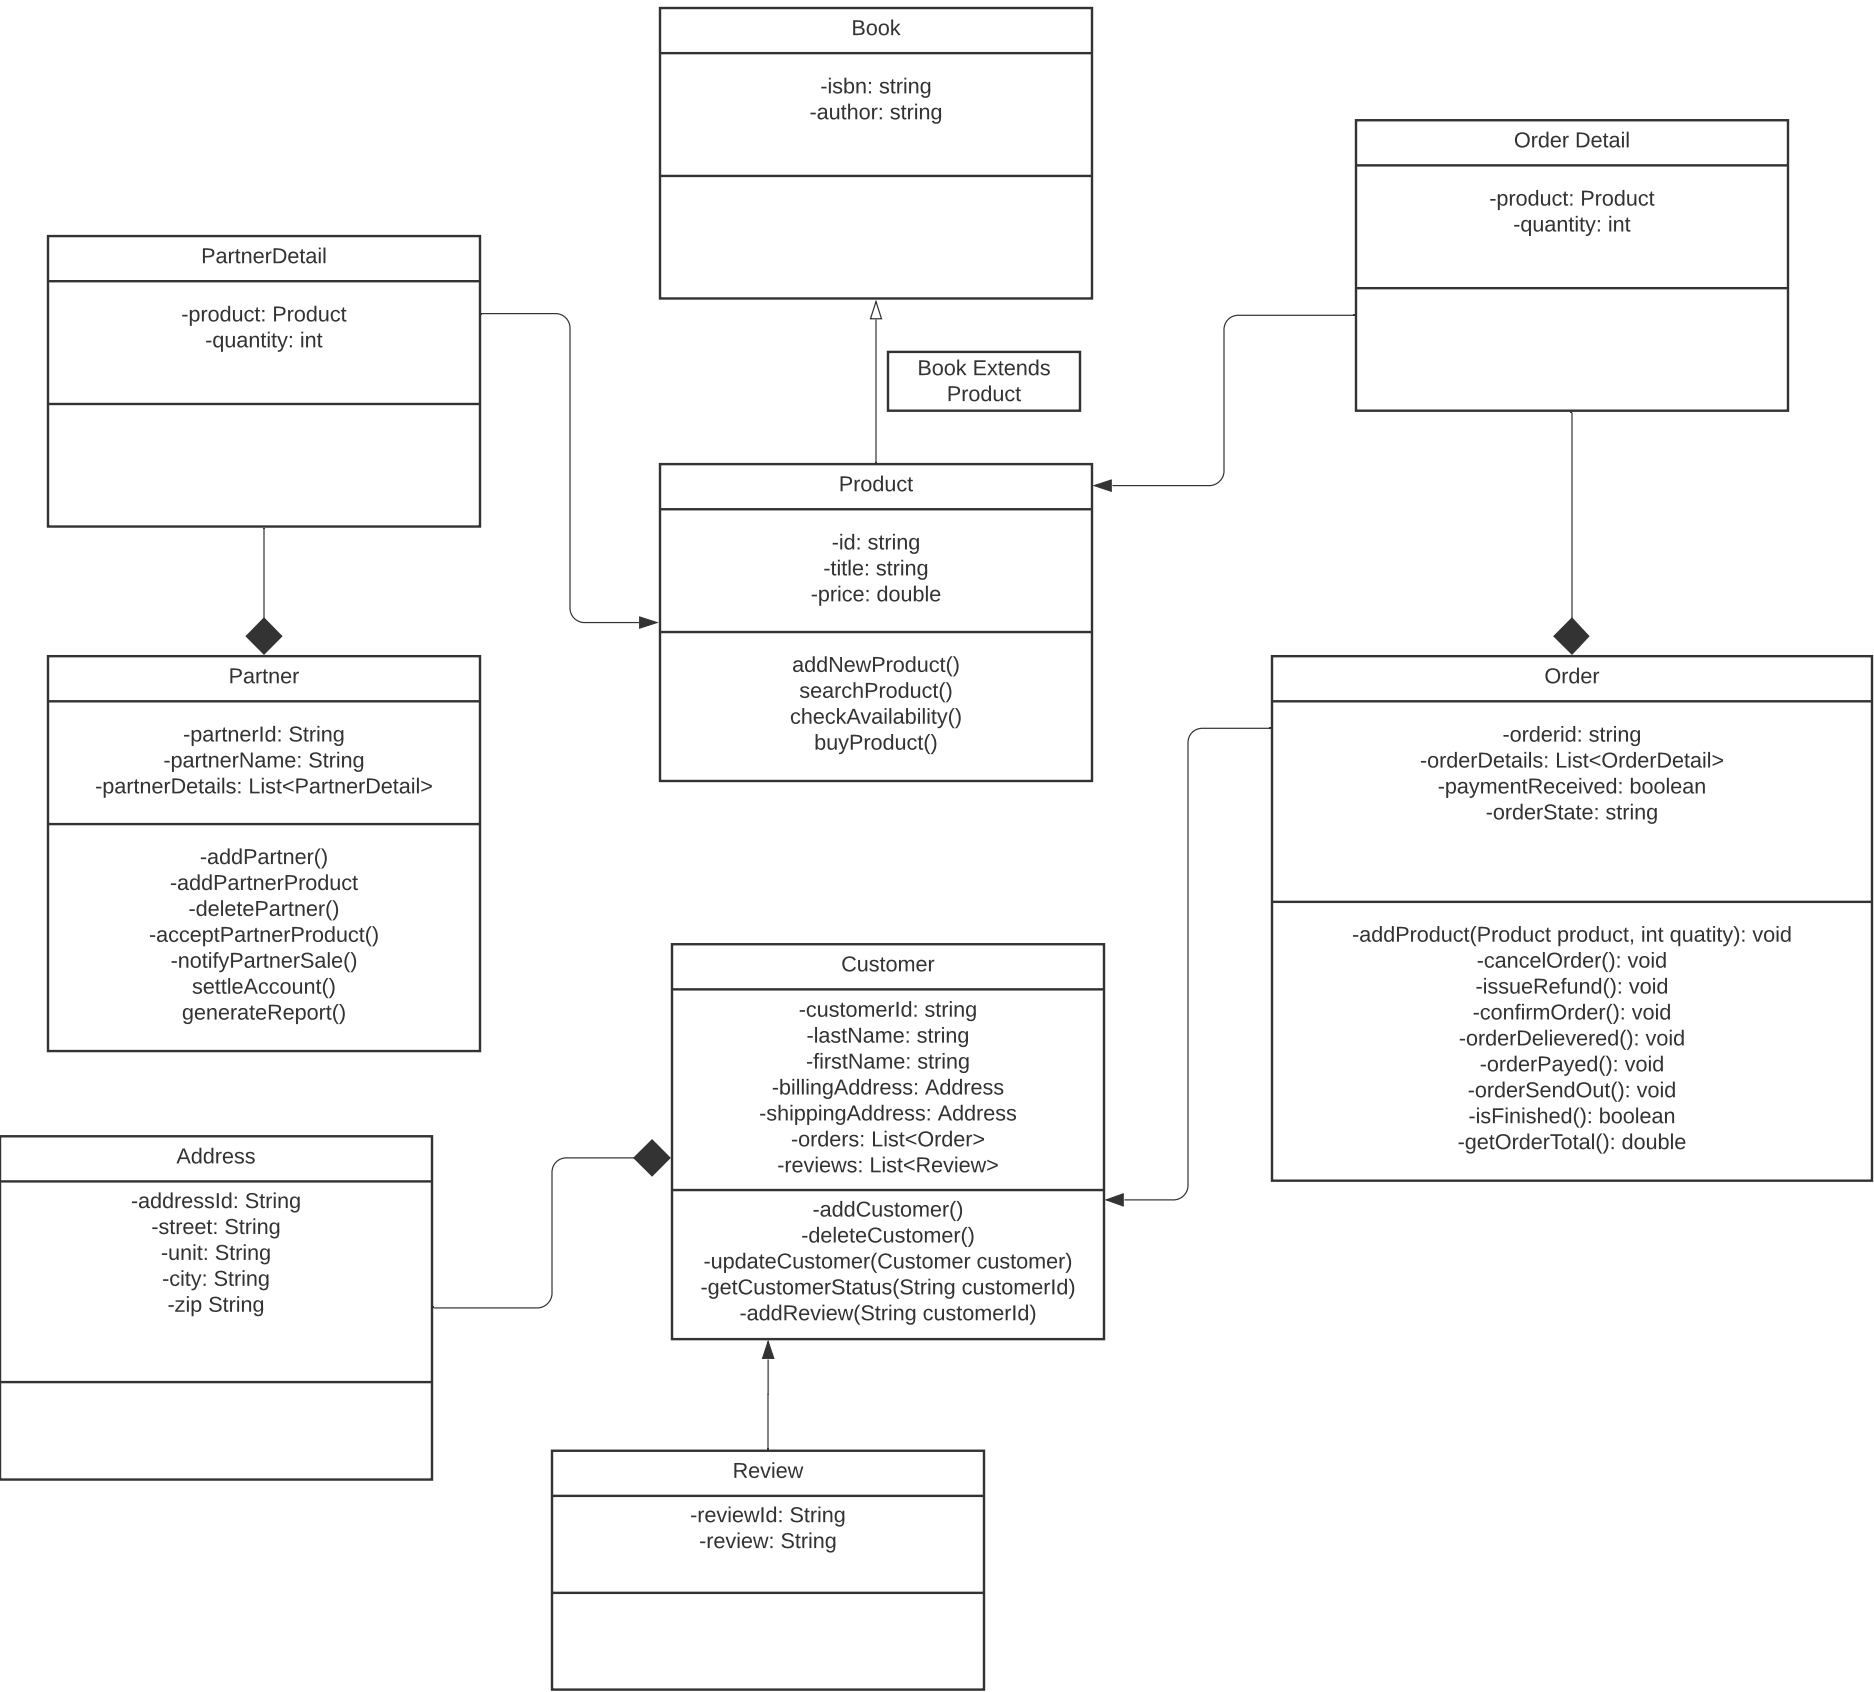 Book
-isbn: string
-author: string
Order Detail
-product: Product
-quantity: int
PartnerDetail
-product: Product
-quantity: int
Book Extends
Product
Product
-id: string
-title: string
-price: double
addNewProduct()
searchProduct()
checkAvailability()
buyProduct()
Partner
-partnerId: String
-partnerName: String
-partnerDetails: List<PartnerDetail>
-addPartner()
-addPartnerProduct
-deletePartner()
-acceptPartnerProduct()
-notifyPartnerSale()
settleAccount()
generateReport()
Order
-orderid: string
-orderDetails: List<OrderDetail>
-paymentReceived: boolean
-orderState: string
-addProduct(Product product, int quatity): void
-cancelOrder(): void
-issueRefund(): void
-confirmOrder(): void
-orderDelievered(): void
-orderPayed(): void
-orderSendOut(): void
-isFinished(): boolean
-getOrderTotal(): double
Customer
-customerId: string
-lastName: string
-firstName: string
-billingAddress: Address
-shippingAddress: Address
-orders: List<Order>
-reviews: List<Review>
-addCustomer()
-deleteCustomer()
-updateCustomer(Customer customer)
-getCustomerStatus(String customerId)
-addReview(String customerId)
Address
-addressId: String
-street: String
-unit: String
-city: String
-zip String
Review
-reviewId: String
-review: String